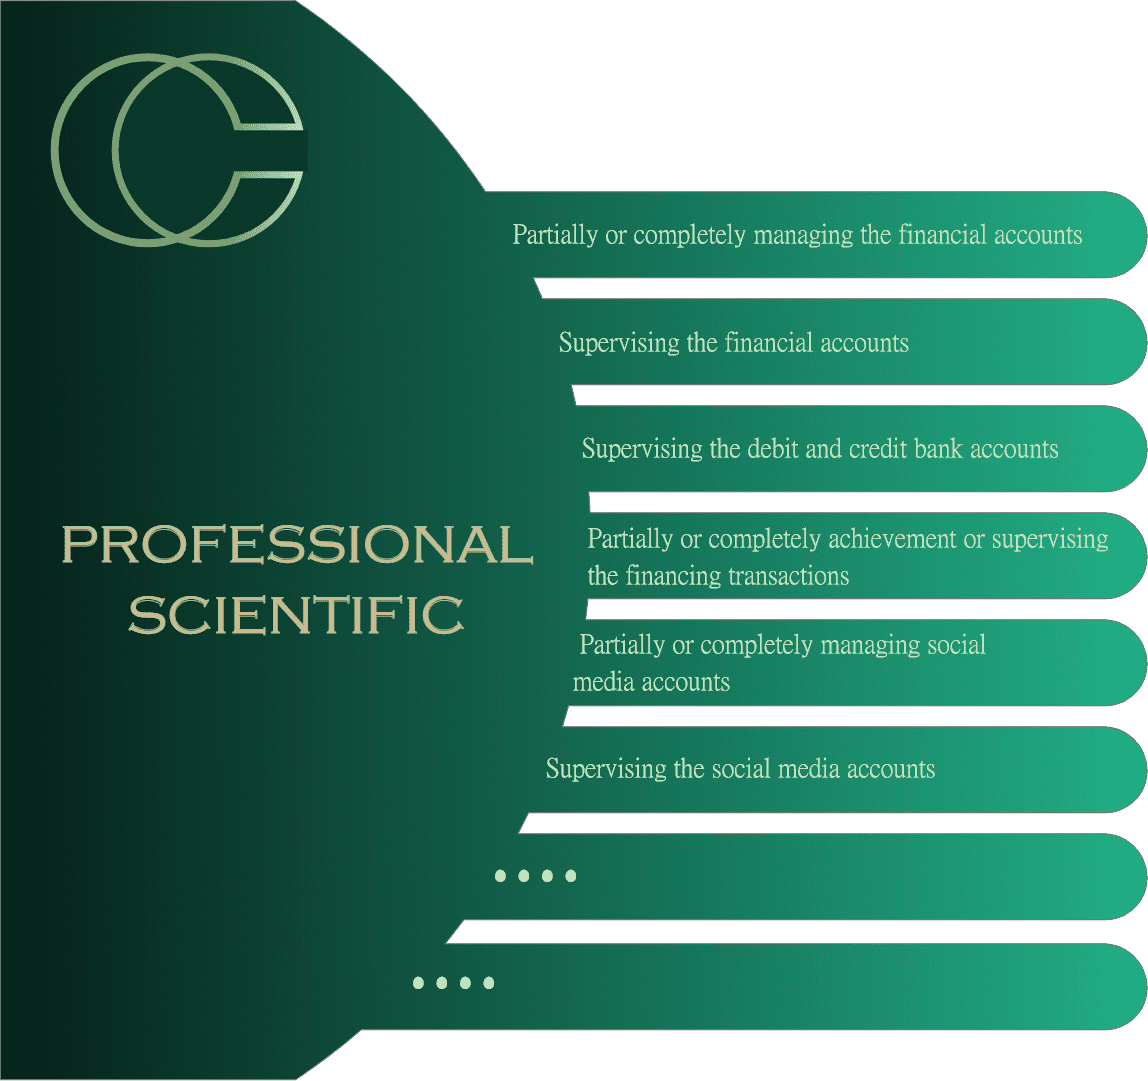 Partially or completely managing the financial accounts
Supervising the financial accounts
Supervising the debit and credit bank accounts
Partially or completely achievement or supervising
the financing transactions
Partially or completely managing social
media accounts
Supervising the social media accounts
••••
••••
PROFESSIONAL
SCIENTIFIC